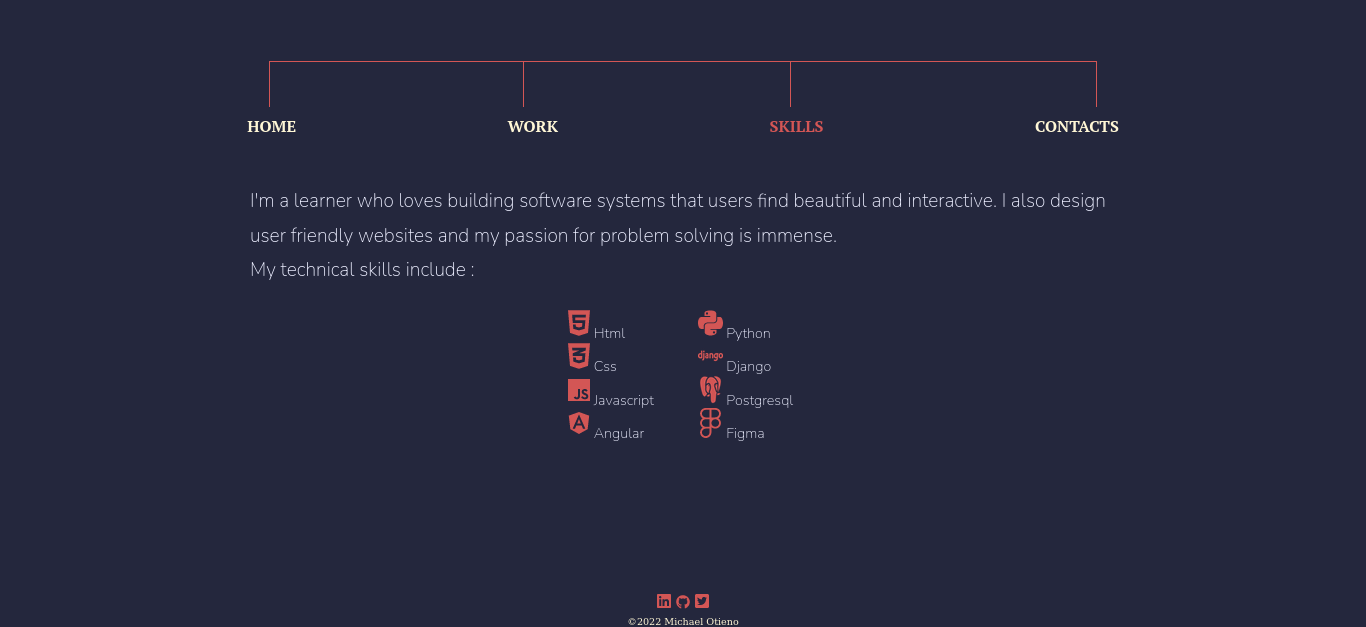 HOME WORK SKILLS CONTACTS
I'm a learner who loves building software systems that users find beautiful and interactive. I also design
user friendly websites and my passion for problem solving is immense.
My technical skills include :
Html Python
Css django Django
JS Javascript Postgresql
Angular Figma
©2022 Michael Otieno